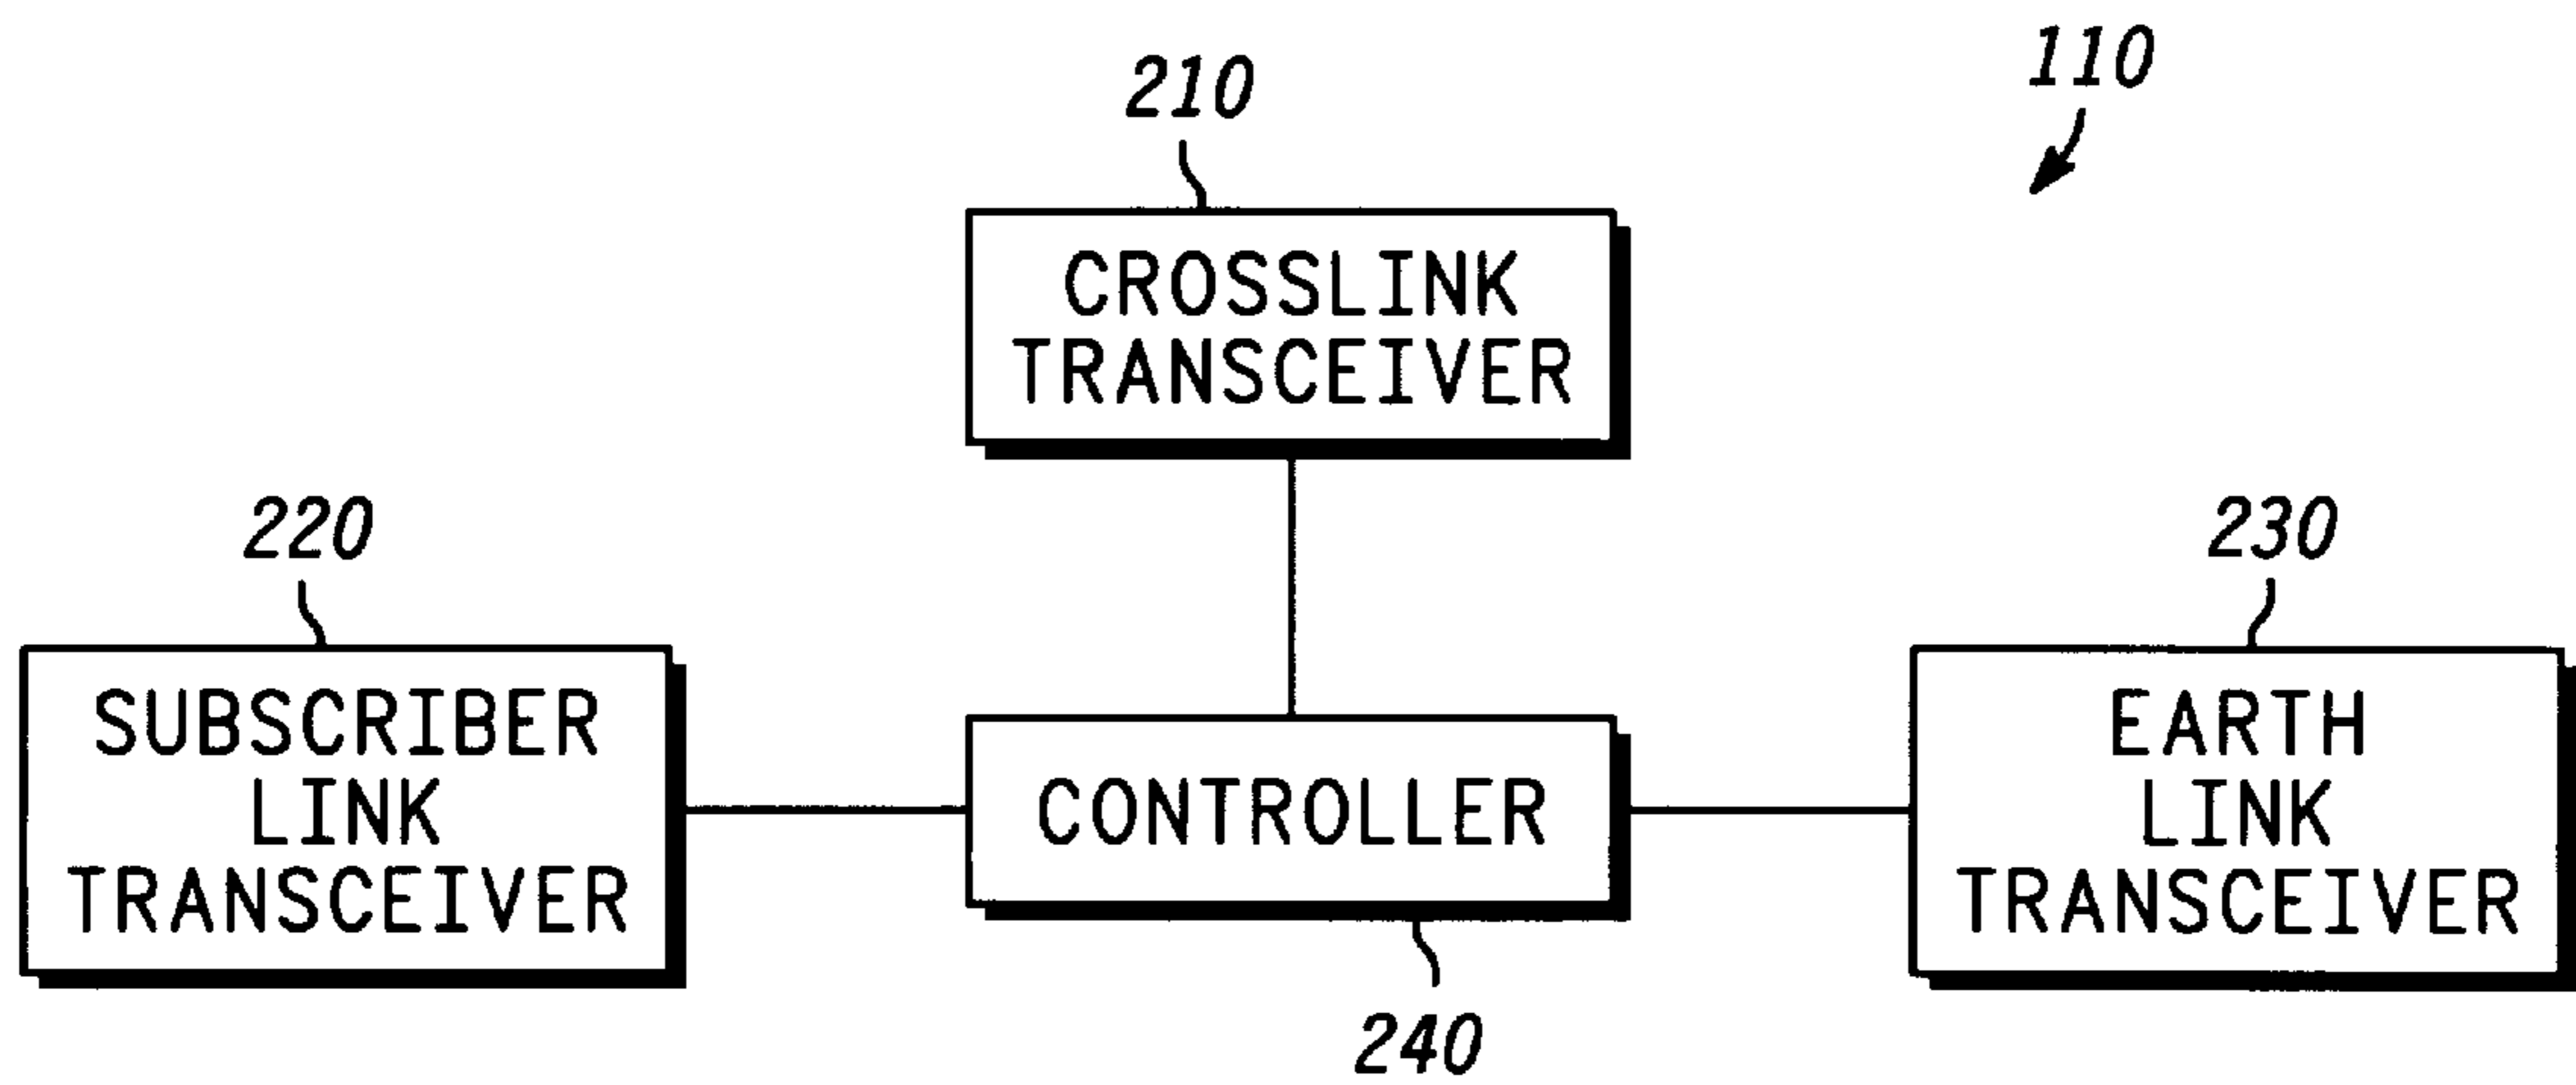 110
210
CROSSLINK
TRANSCEIVER
220
SUBSCRIBER
LINK
TRANSCEIVER
CONTROLLER
240
230
EARTH
LINK
TRANSCEIVER